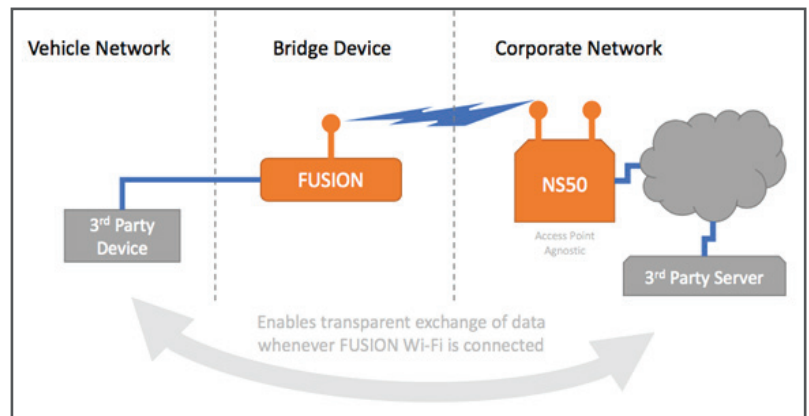 Vehicle Network
Bridge Device
Corporate Network
FUSION
NS50
3rd Party
Device
Access Point
Agnostic
3rd Party Server
Enables transparent exchange of data
whenever FUSION Wi-Fi is connected